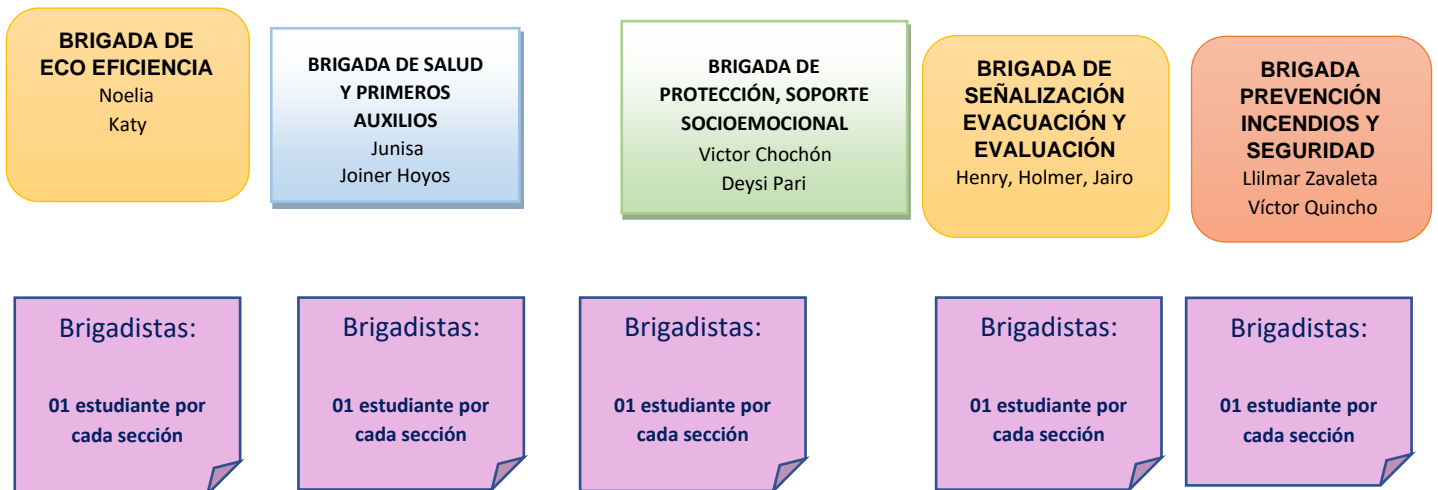 BRIGADA DE
ECO EFICIENCIA
Noelia
Katy
BRIGADA DE SALUD
Y PRIMEROS
AUXILIOS
Junisa
Joiner Hoyos
BRIGADA DE
PROTECCIÓN, SOPORTE
SOCIOEMOCIONAL
Victor Chochón
Deysi Pari
BRIGADA DE
SEÑALIZACIÓN
EVACUACIÓN Y
EVALUACIÓN
Henry, Holmer, Jairo
BRIGADA
PREVENCIÓN
INCENDIOS Y
SEGURIDAD
Llilmar Zavaleta
Víctor Quincho
Brigadistas:
01 estudiante por
cada sección
Brigadistas:
01 estudiante por
cada sección
Brigadistas:
01 estudiante por
cada sección
Brigadistas:
01 estudiante por
cada sección
Brigadistas:
01 estudiante por
cada sección